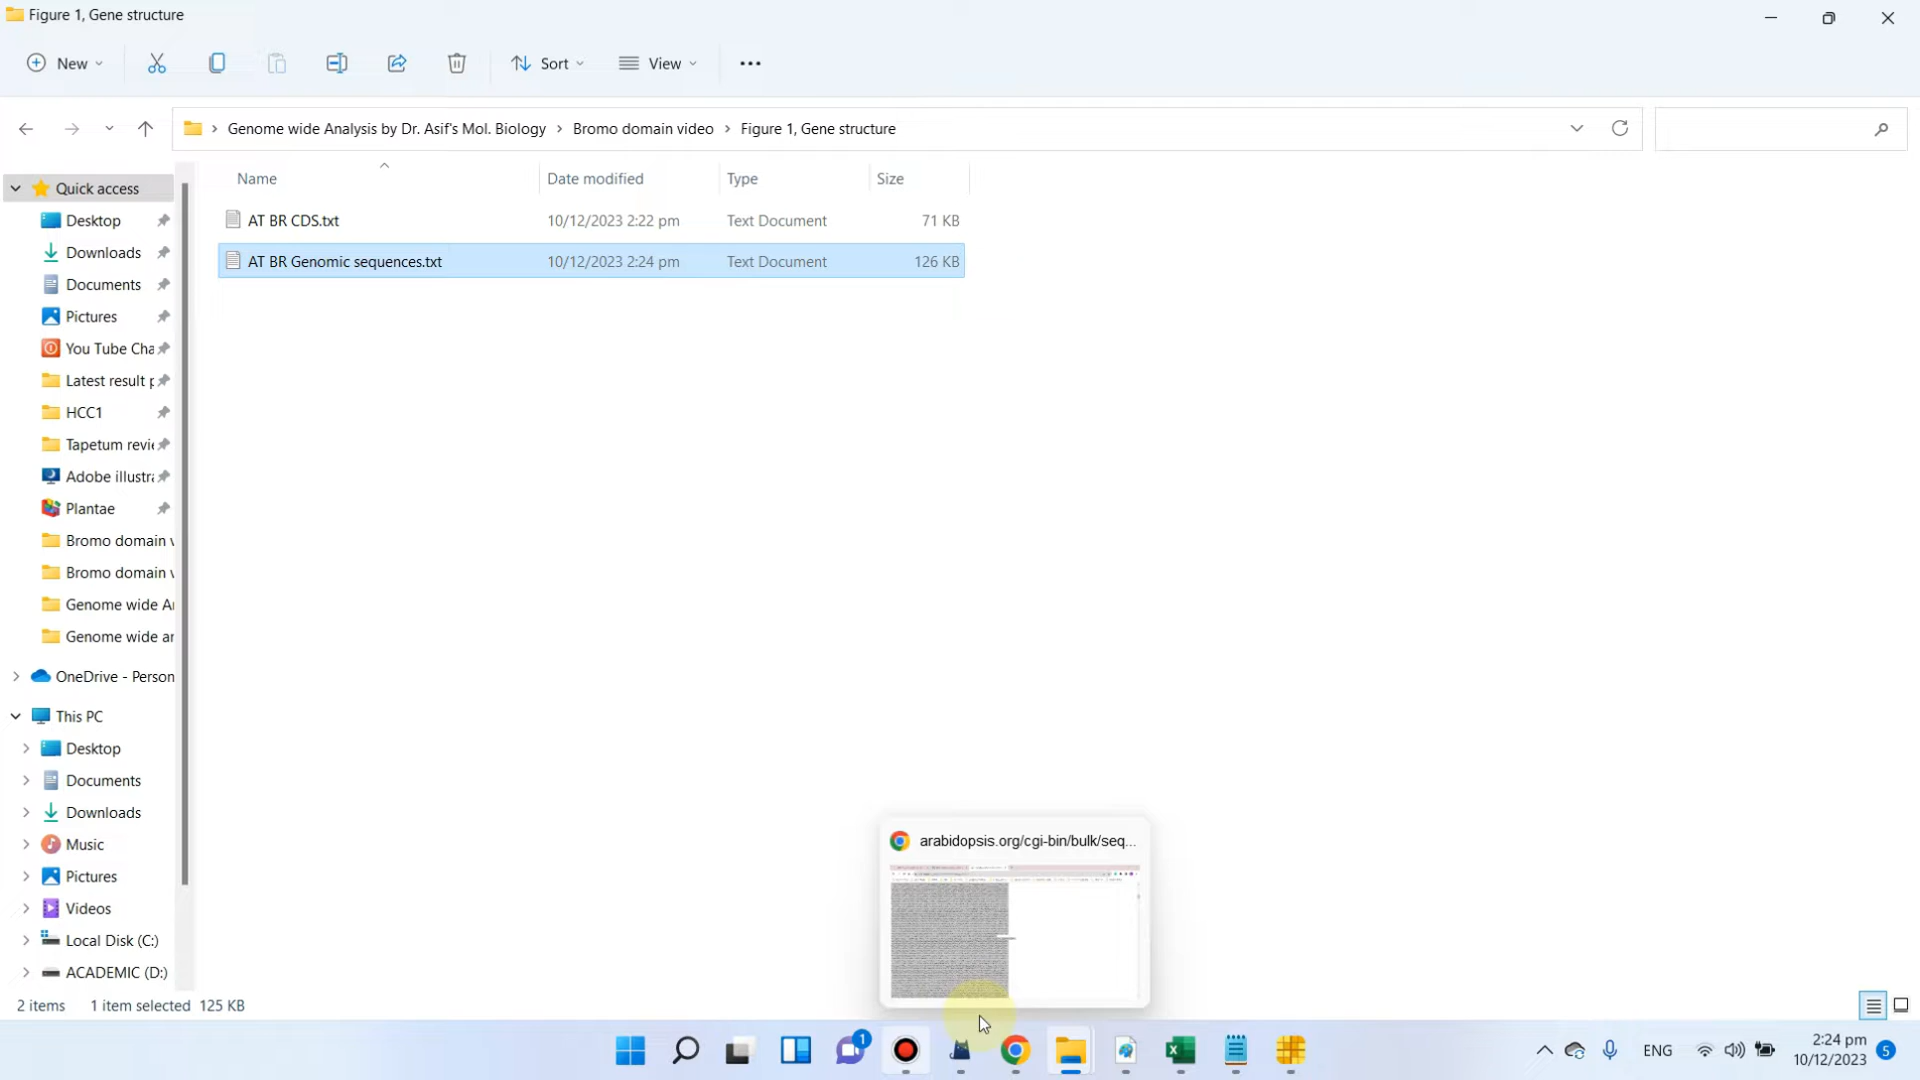 Figure 1, Gene structure
New
Sort
View
Genome wide Analysis by Dr. Asif's Mol. Biology > Bromo domain video > Figure 1, Gene structure
Name Date modified Type Size
Quick access
AT BR CDS.txt 10/12/2023 2:22 pm Text Document 71 KB
Desktop
AT BR Genomic sequences.txt 10/12/2023 2:24 pm Text Document 126 KB
Downloads
Documents
Pictures
You Tube Cha
Latest result p
HCC1
Tapetum revie
Adobe illustra
Plantae
Bromo domain v
Bromo domain v
Genome wide A
Genome wide ar
OneDrive - Person
This PC
Desktop
Documents
Downloads
Music
Pictures
Videos
Local Disk (C:)
ACADEMIC (D:)
arabidopsis.org/cgi-bin/bulk/seq...
2 items 1 item selected 125 KB
1
ENG
2:24 pm
10/12/2023
5